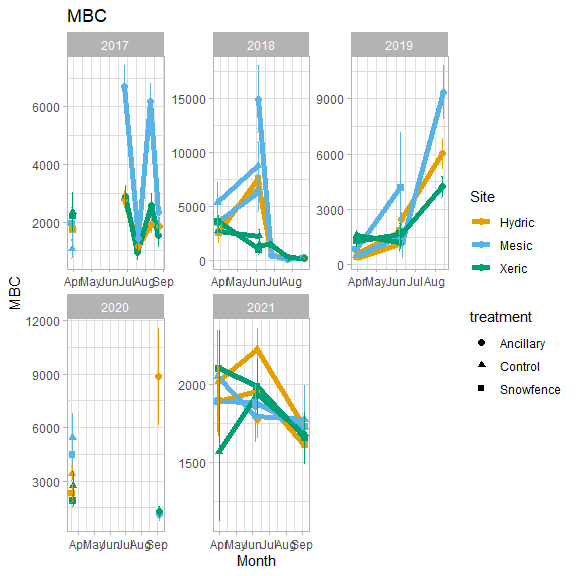 MBC
2017 2018 2019
6000
4000
2000
15000
10000
5000
0
9000
6000
3000
0
AprMayJunJulAugSep
AprMayJunJulAug
AprMayJunJulAug
Site
Hydric
Mesic
Xeric
treatment
Ancillary
Control
Snowfence
MBC
2020 2021
12000
9000
6000
3000
2000
1500
AprMayJunJulAugSep
AprMayJunJulAugSep
Month